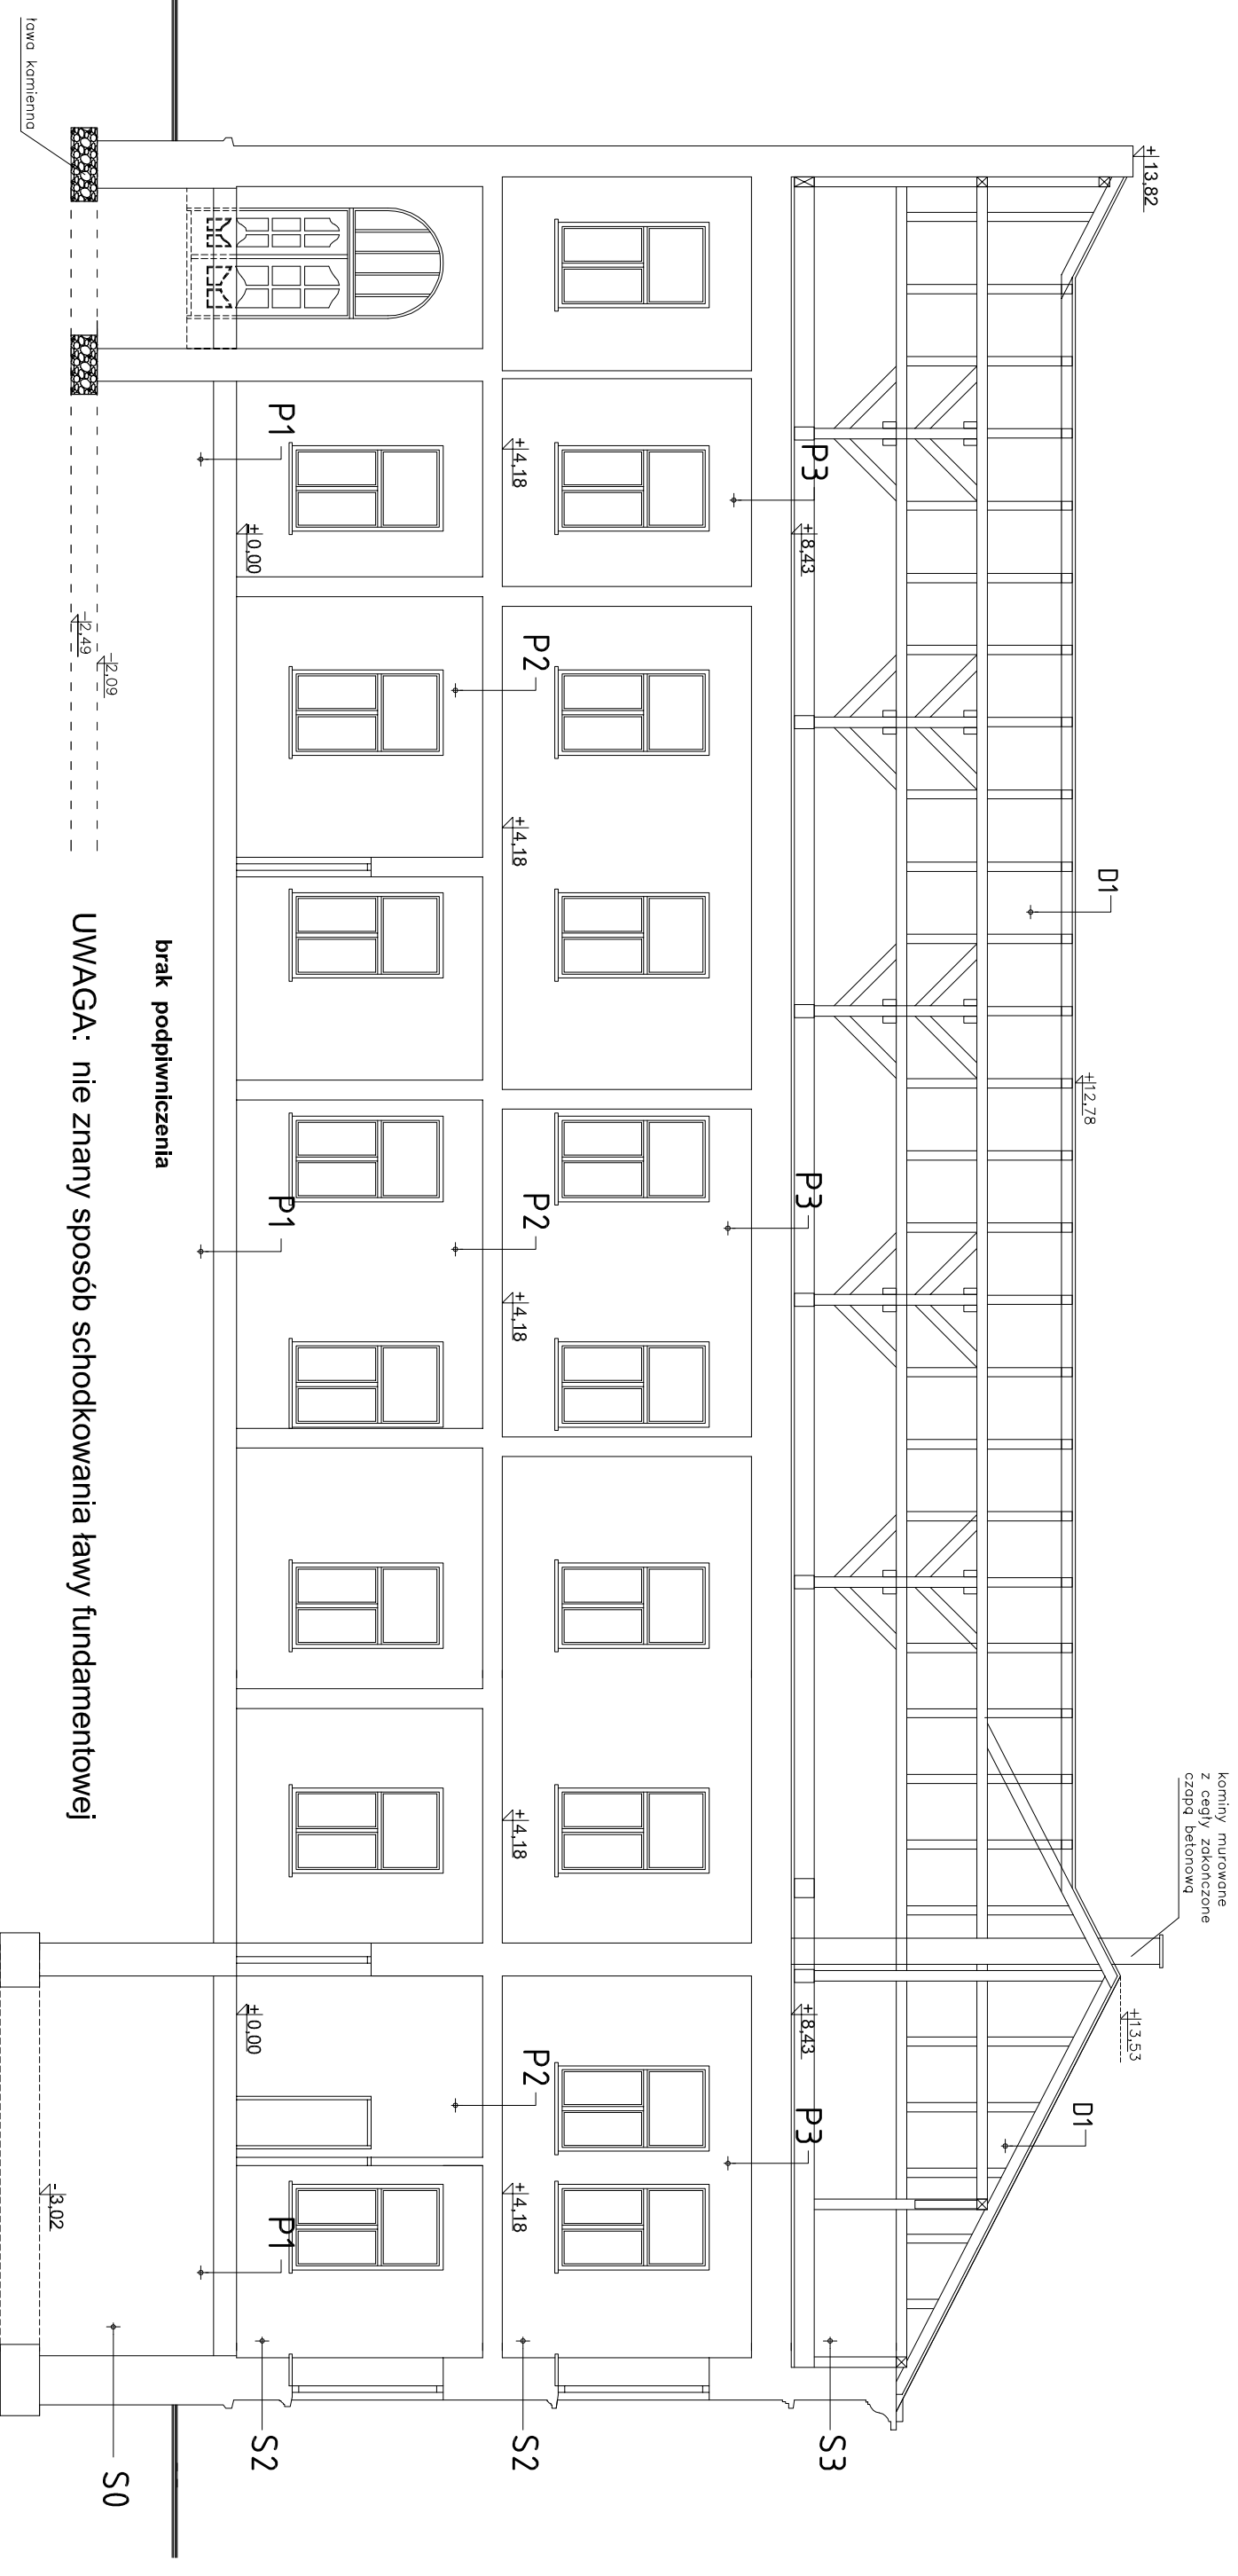 kominy murowane
z cegły zakończone
czapą betonową
+13,82
D1
+12,78
+13,53
D1
P3
+8,43
P3
+8,43
P3
S3
+4,18
P2
+4,18
P2
+4,18
+4,18
P2
+4,18
S2
P1
+0,00
P1
+0,00
P1
S2
brak podpiwniczenia
-2,09
-2,49
UWAGA: nie znany sposób schodkowania ławy fundamentowej
-3,02
S0
ława kamienna